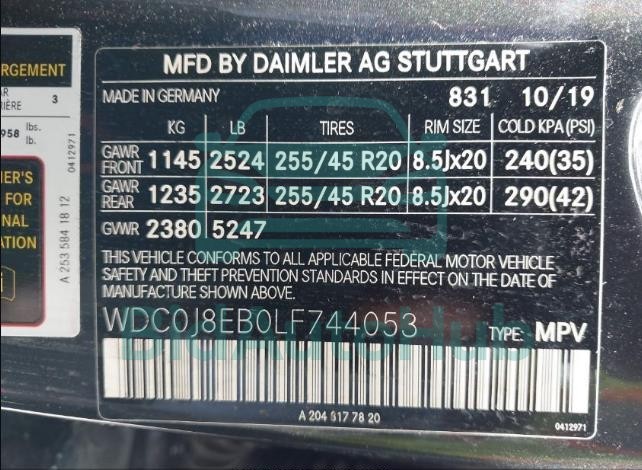 RGEMENT
3
IÈRE
958 lbs.
lb.
0412971
ER'S
FOR
NAL
ATION
A 253 584 18 12
MFD BY DAIMLER AG STUTTGART
MADE IN GERMANY 831 10/19
KG LB TIRES RIM SIZE COLD KPA(PSI)
GAWR FRONT 1145 2524 255/45 R20 8.5Jx20 240(35)
GAWR REAR 1235 2723 255/45 R20 8.5Jx20 290(42)
GVWR 2380 5247
THIS VEHICLE CONFORMS TO ALL APPLICABLE FEDERAL MOTOR VEHICLE
SAFETY AND THEFT PREVENTION STANDARDS IN EFFECT ON THE DATE OF
MANUFACTURE SHOWN ABOVE.
WDC0J8EB0LF744053 TYPE: MPV
A 204 817 78 20
0412971